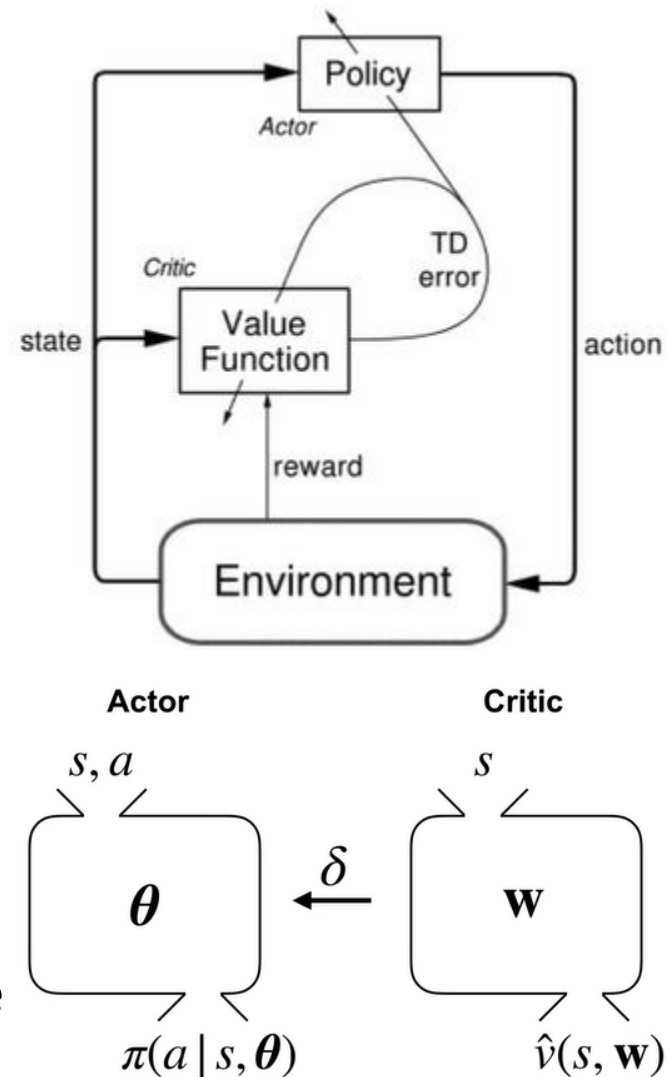 Policy
Actor
TD
error
Critic
Value
Function
state
action
reward
Environment
Actor
Critic
s, a
s
θ
δ
w
π(a | s, θ)
v̂(s, w)